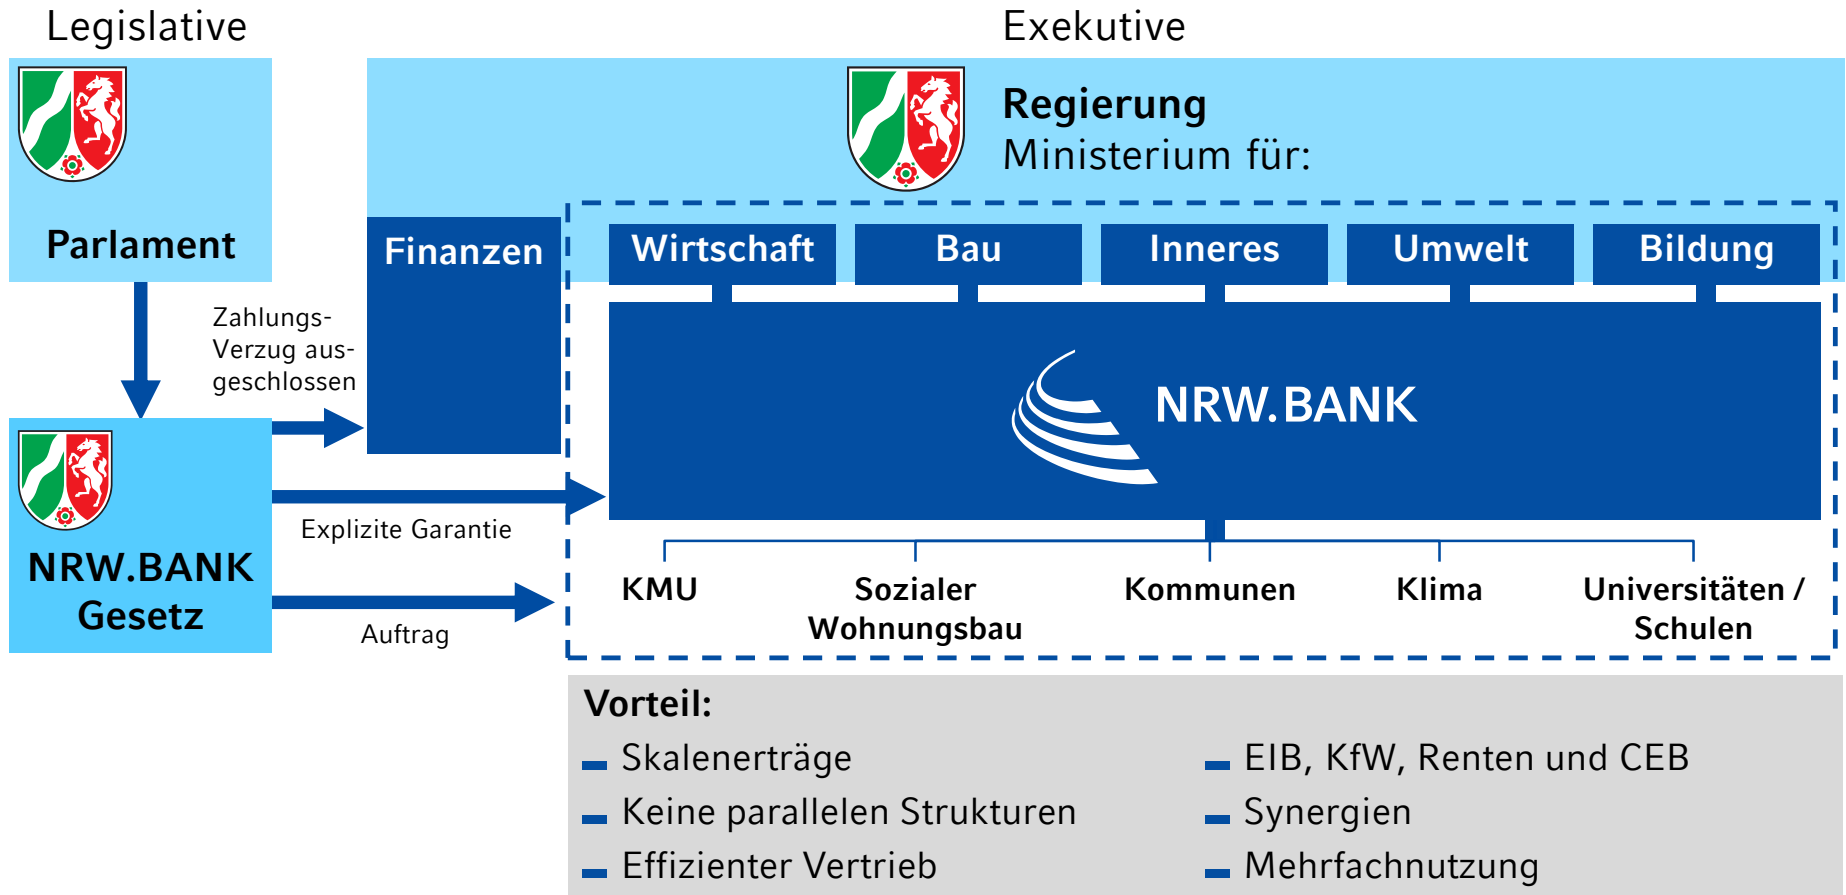 Legislative
Exekutive
Regierung
Ministerium für:
Parlament
Finanzen
Wirtschaft
Bau
Inneres
Umwelt
Bildung
Zahlungs-
Verzug aus-
geschlossen
NRW.BANK
Explizite Garantie
NRW.BANK
Gesetz
Auftrag
KMU
Sozialer
Wohnungsbau
Kommunen
Klima
Universitäten /
Schulen
Vorteil:
Skalenerträge
Keine parallelen Strukturen
Effizienter Vertrieb
EIB, KfW, Renten und CEB
Synergien
Mehrfachnutzung